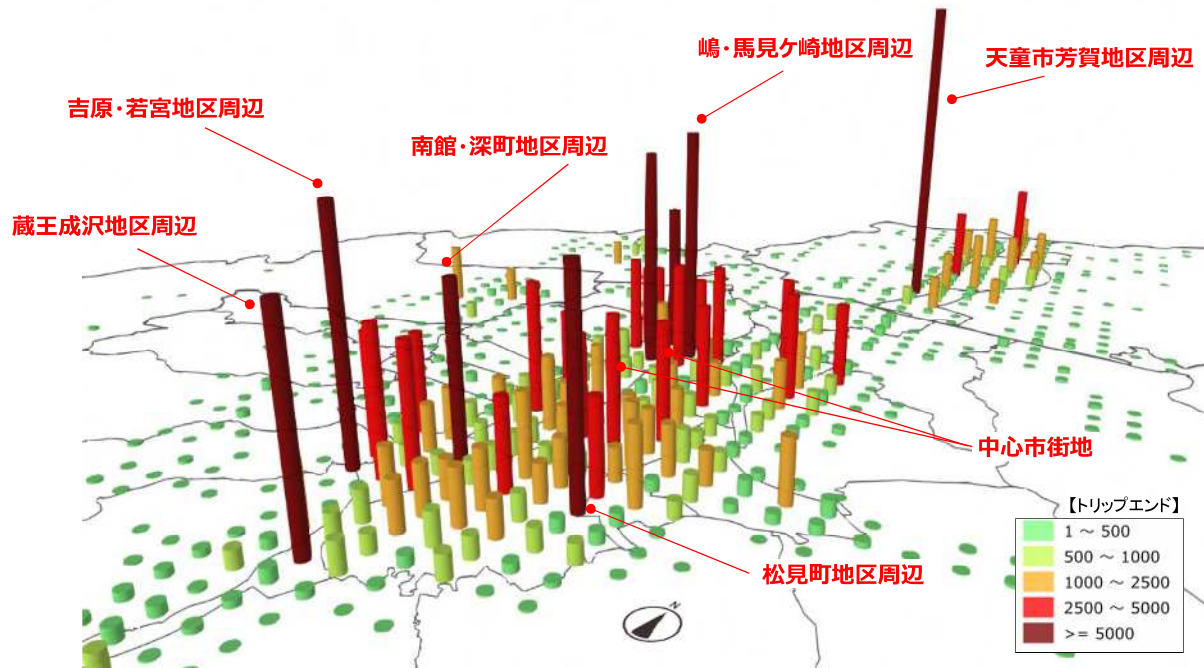 嶋・馬見ケ崎地区周辺
天童市芳賀地区周辺
吉原・若宮地区周辺
南館・深町地区周辺
蔵王成沢地区周辺
中心市街地
松見町地区周辺
N
【トリップエンド】
1 ～ 500
500 ～ 1000
1000 ～ 2500
2500 ～ 5000
>= 5000